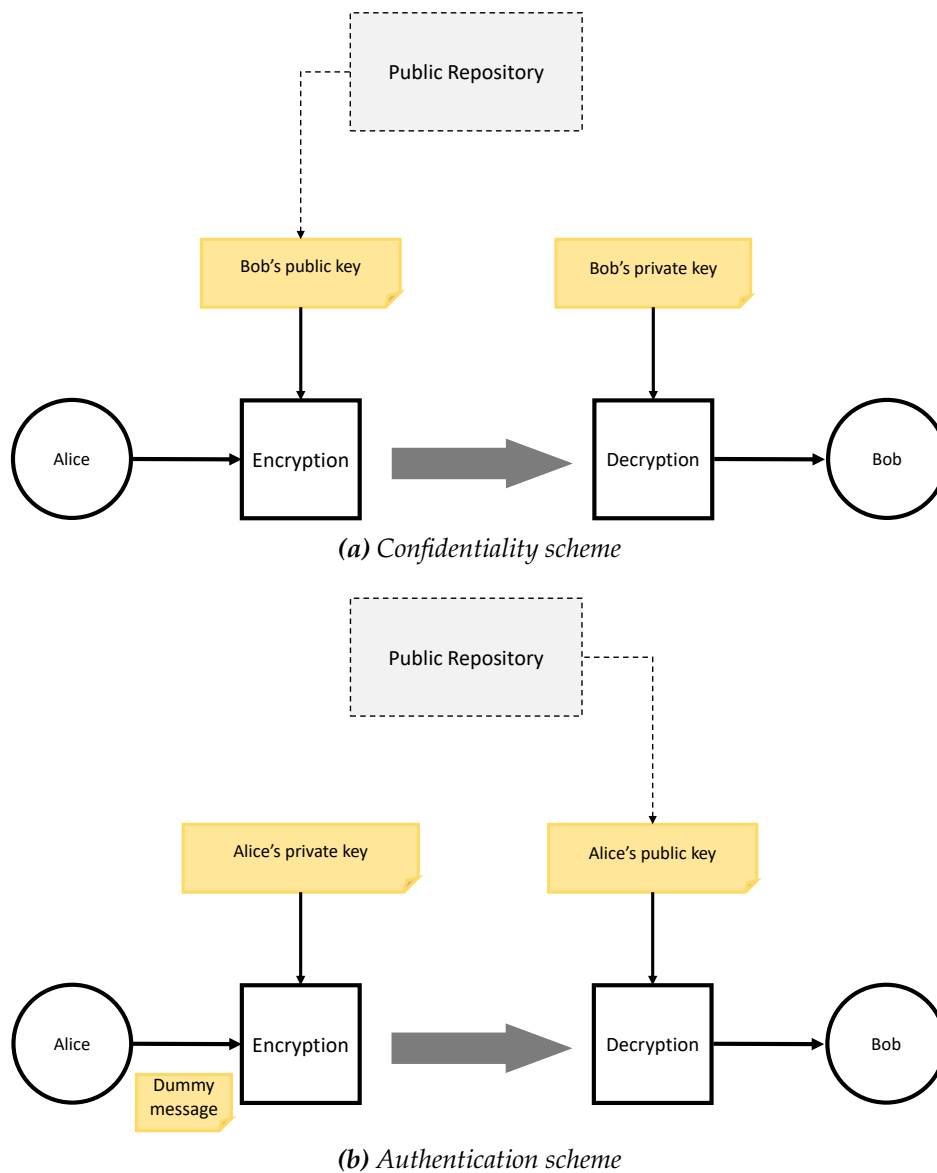 Public Repository
Bob’s public key
Bob’s private key
Alice
Encryption
Decryption
Bob
(a) Confidentiality scheme
Public Repository
Alice’s private key
Alice’s public key
Alice
Encryption
Decryption
Bob
Dummy
message
(b) Authentication scheme